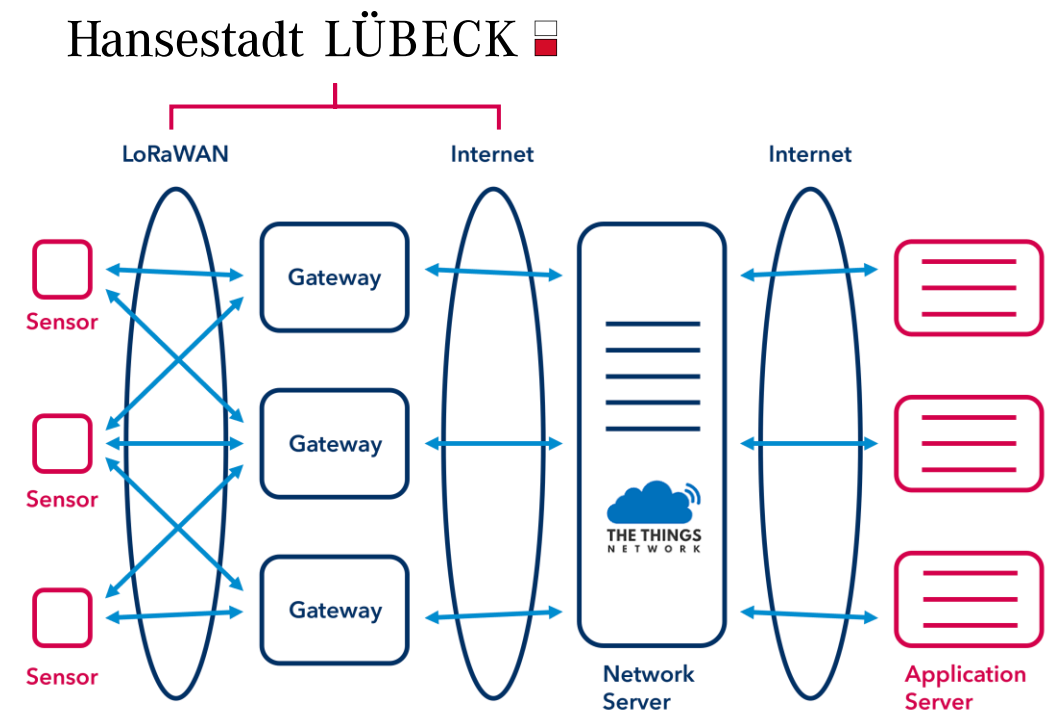 Hansestadt LÜBECK
LoRaWAN
Internet
Internet
Sensor
Gateway
Sensor
Gateway
THE THINGS
NETWORK
Sensor
Gateway
Network
Server
Application
Server